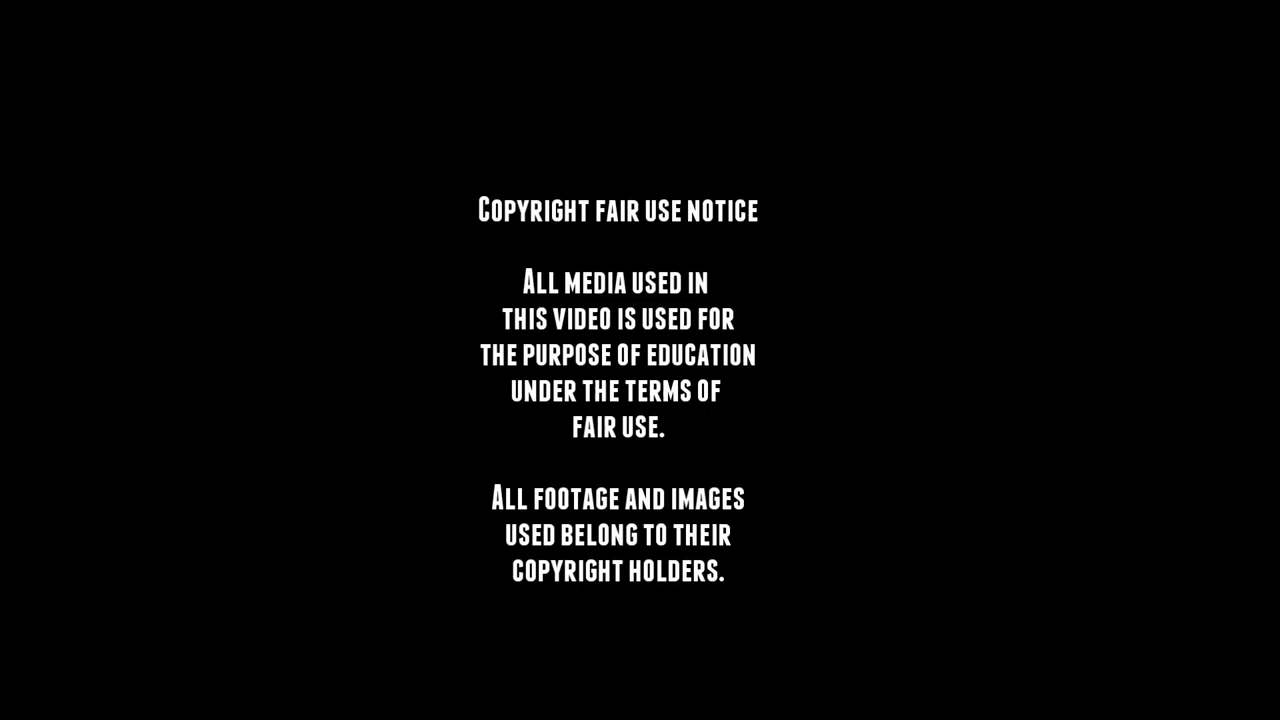 Copyright fair use notice
All media used in
this video is used for
the purpose of education
under the terms of
fair use.
All footage and images
used belong to their
copyright holders.